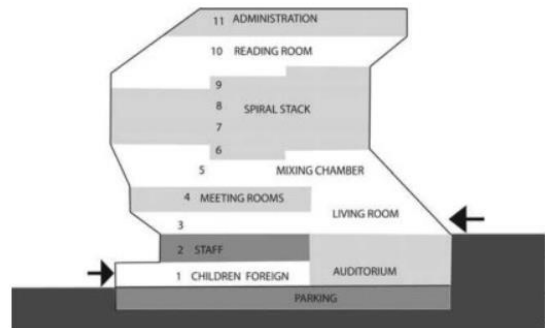 11 ADMINISTRATION
10 READING ROOM
9
8 SPIRAL STACK
7
6
5 MIXING CHAMBER
4 MEETING ROOMS
3 LIVING ROOM
2 STAFF
1 CHILDREN FOREIGN AUDITORIUM
PARKING